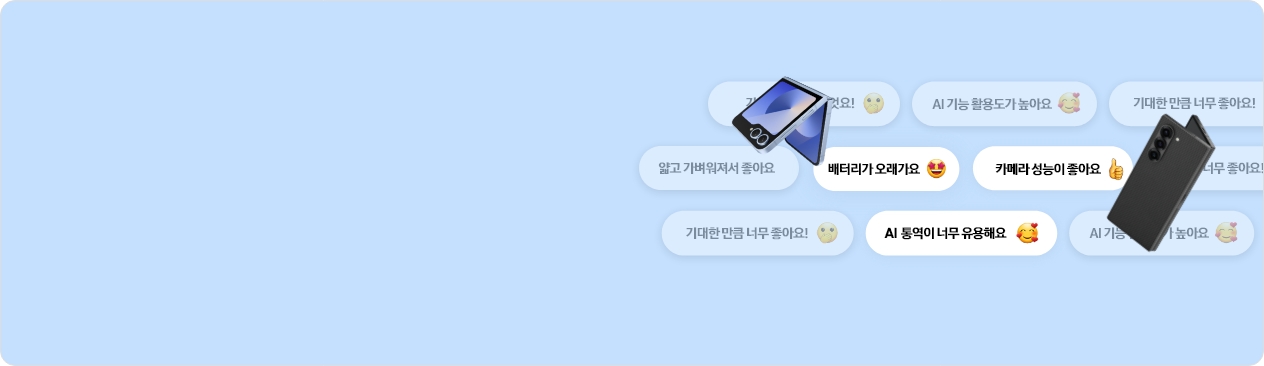 것요!
AI 기능 활용도가 높아요
기대한 만큼 너무 좋아요!
얇고 가벼워져서 좋아요
배터리가 오래가요
카메라 성능이 좋아요
너무 좋아요!
기대한 만큼 너무 좋아요!
AI 통역이 너무 유용해요
AI 기능 높아요